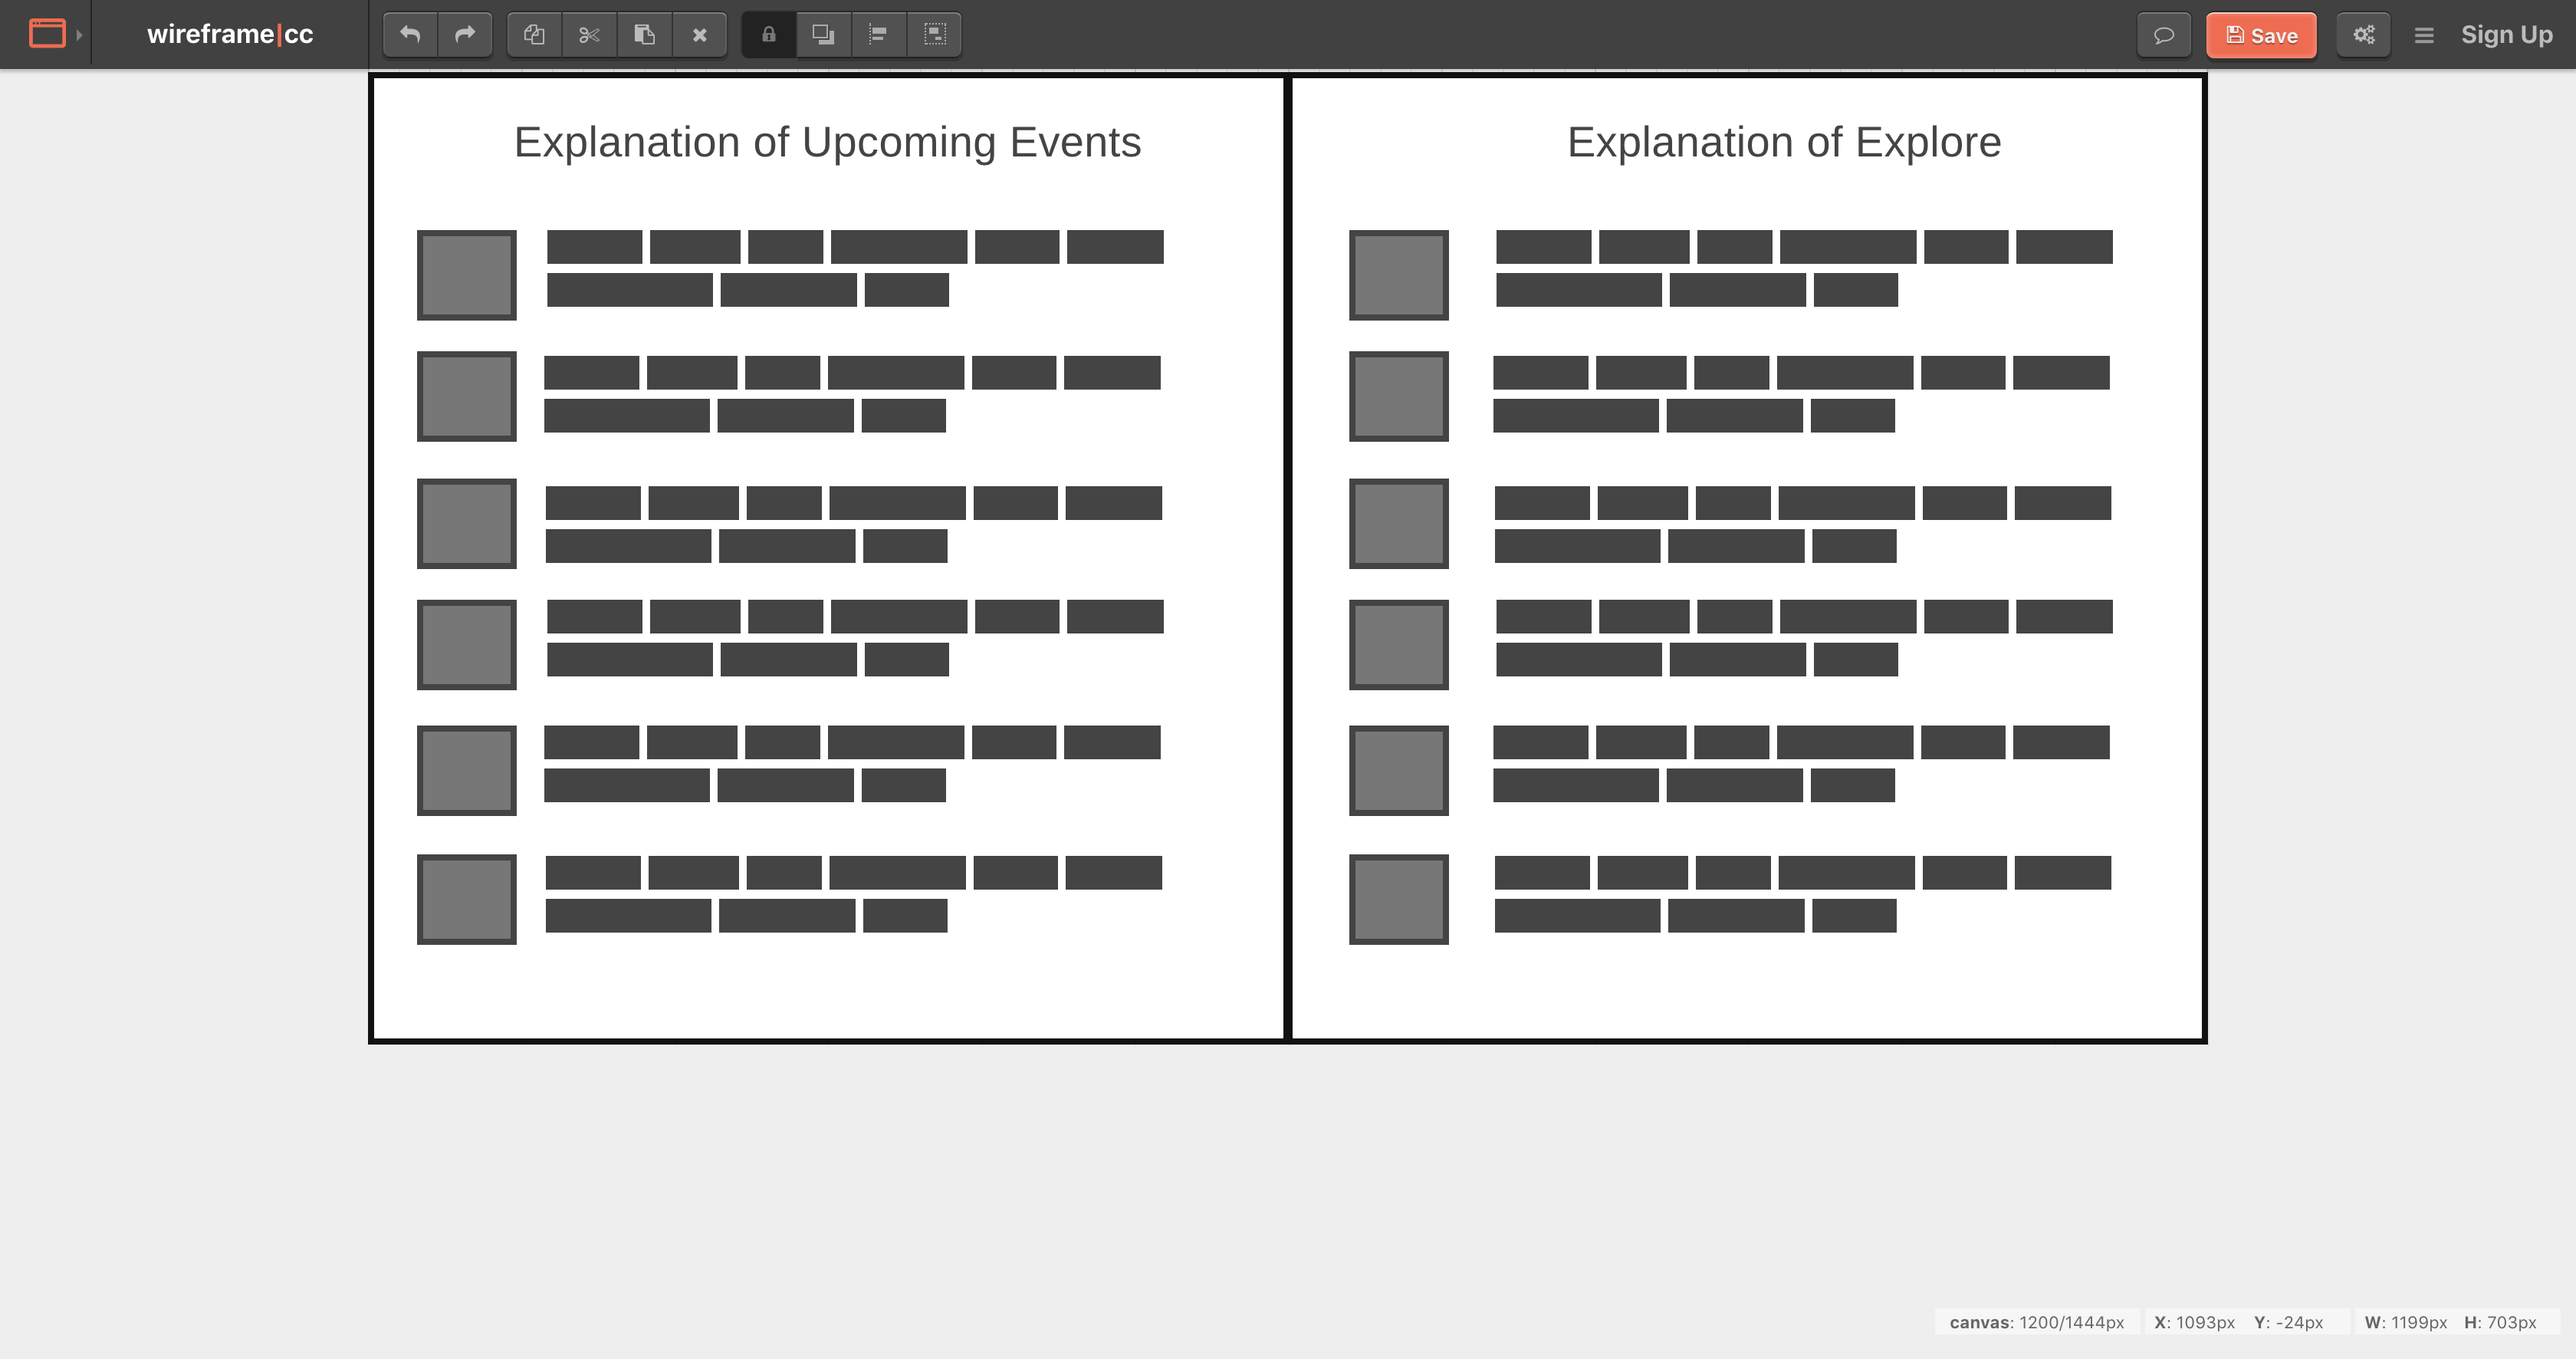 wireframe|cc
Save
Sign Up
Explanation of Upcoming Events
Explanation of Explore
canvas: 1200/1444px X: 1093px Y: -24px W: 1199px H: 703px